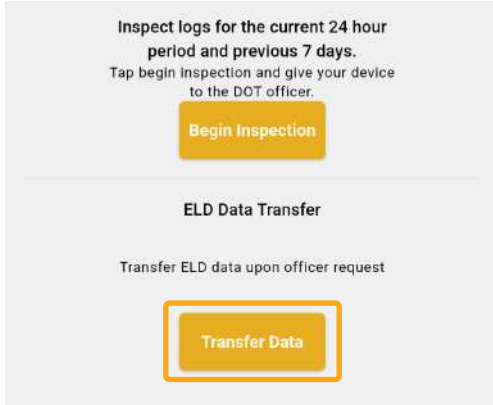 Inspect logs for the current 24 hour
period and previous 7 days.
Tap begin inspection and give your device
to the DOT officer.
Begin Inspection
ELD Data Transfer
Transfer ELD data upon officer request
Transfer Data